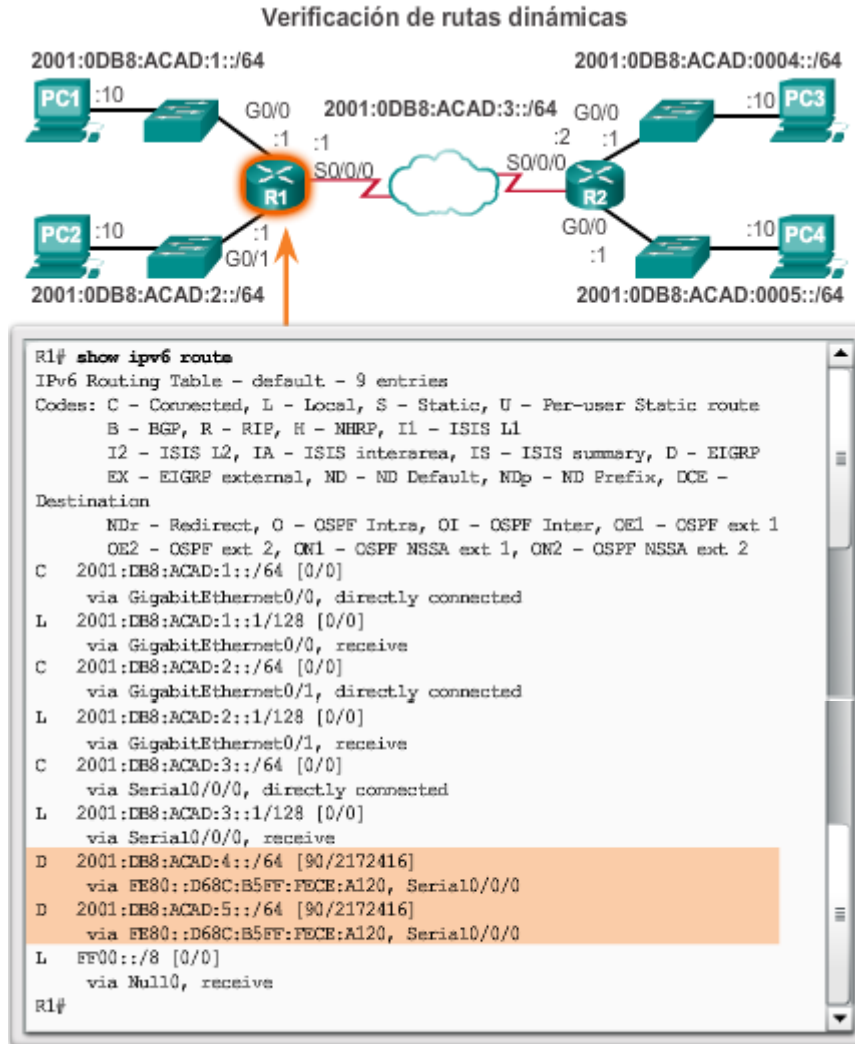 Verificación de rutas dinámicas
2001:0DB8:ACAD:1::/64
2001:0DB8:ACAD:0004::/64
PC1
:10
G0/0
2001:0DB8:ACAD:3::/64
G0/0
:10
PC3
:1
:1
:2
:1
S0/0/0
S0/0/0
R1
R2
PC2
:10
:1
G0/1
G0/0
:1
:10
PC4
2001:0DB8:ACAD:2::/64
2001:0DB8:ACAD:0005::/64
R1# show ipv6 route
IPv6 Routing Table - default - 9 entries
Codes: C - Connected, L - Local, S - Static, U - Per-user Static route
B - BGP, R - RIP, H - NHRP, I1 - ISIS L1
I2 - ISIS L2, IA - ISIS interarea, IS - ISIS summary, D - EIGRP
EX - EIGRP external, ND - ND Default, NDp - ND Prefix, DCE -
Destination
NDr - Redirect, O - OSPF Intra, OI - OSPF Inter, OE1 - OSPF ext 1
OE2 - OSPF ext 2, ON1 - OSPF NSSA ext 1, ON2 - OSPF NSSA ext 2
C 2001:DB8:ACAD:1::/64 [0/0]
via GigabitEthernet0/0, directly connected
L 2001:DB8:ACAD:1::1/128 [0/0]
via GigabitEthernet0/0, receive
C 2001:DB8:ACAD:2::/64 [0/0]
via GigabitEthernet0/1, directly connected
L 2001:DB8:ACAD:2::1/128 [0/0]
via GigabitEthernet0/1, receive
C 2001:DB8:ACAD:3::/64 [0/0]
via Serial0/0/0, directly connected
L 2001:DB8:ACAD:3::1/128 [0/0]
via Serial0/0/0, receive
D 2001:DB8:ACAD:4::/64 [90/2172416]
via FE80::D68C:B5FF:FECE:A120, Serial0/0/0
D 2001:DB8:ACAD:5::/64 [90/2172416]
via FE80::D68C:B5FF:FECE:A120, Serial0/0/0
L FF00::/8 [0/0]
via Null0, receive
R1#